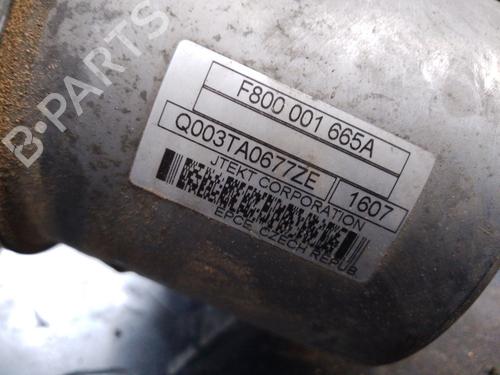 B-PARTS
F800 001 665A
Q003TA0677ZE 1607
JTEKT CORPORATION
EPCE, CZECH REPUB.